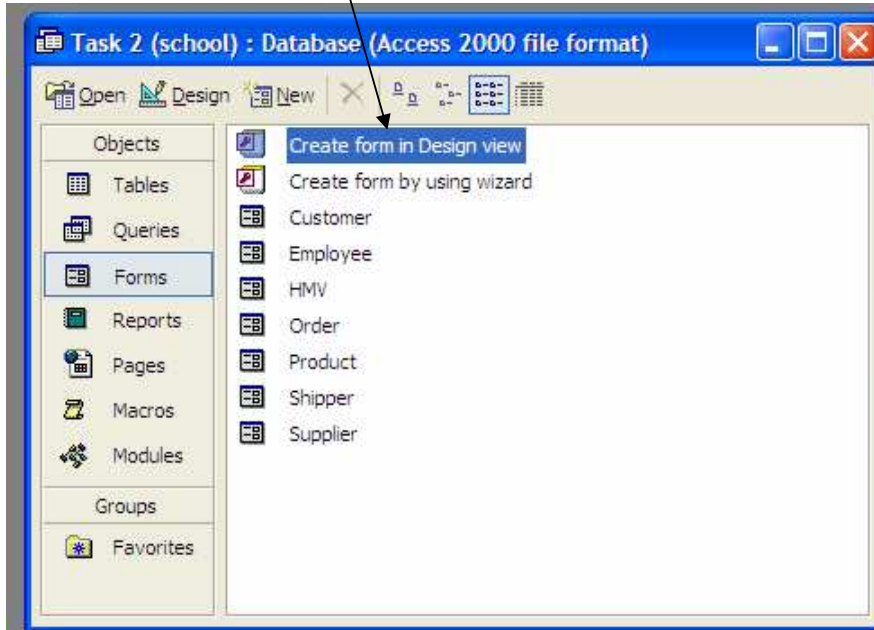 Task 2 (school) : Database (Access 2000 file format)
Open Design New
Objects
Tables
Queries
Forms
Reports
Pages
Macros
Modules
Groups
Favorites
Create form in Design view
Create form by using wizard
Customer
Employee
HMV
Order
Product
Shipper
Supplier